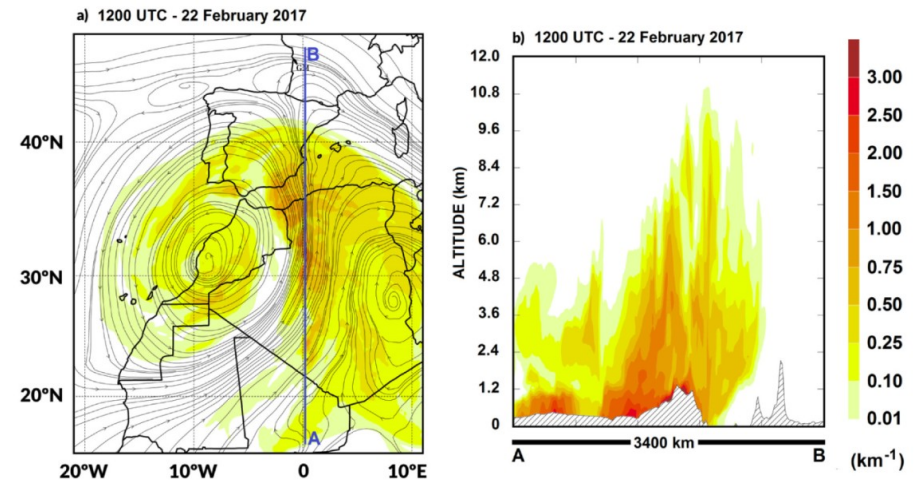 a) 1200 UTC - 22 February 2017
B
40°N
30°N
20°N
A
20°W 10°W 0 10°E
b) 1200 UTC - 22 February 2017
ALTITUDE (km)
12.0
10.8
9.6
8.4
7.2
6.0
4.8
3.6
2.4
1.2
0
3400 km
A B
3.00
2.50
2.00
1.50
1.00
0.75
0.50
0.25
0.10
0.01
(km⁻¹)